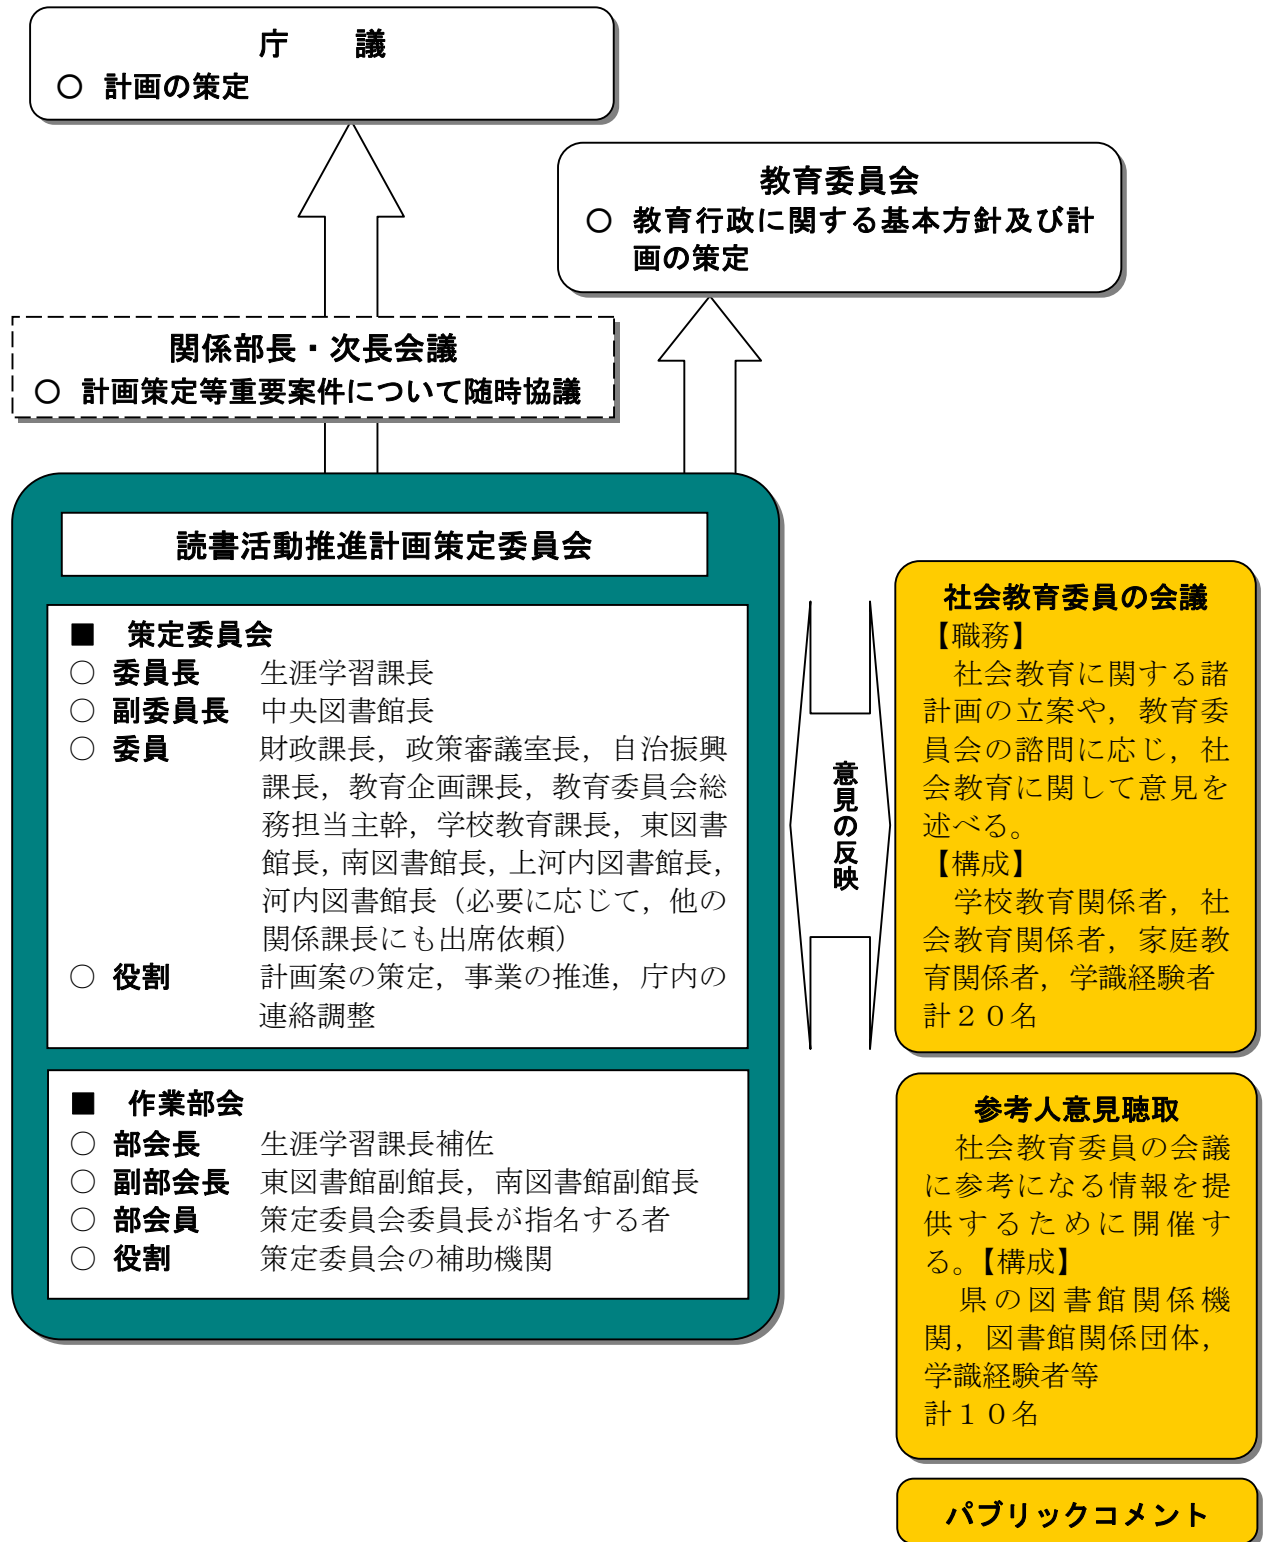 庁　　議
○ 計画の策定
教育委員会
○ 教育行政に関する基本方針及び計
画の策定
関係部長・次長会議
○ 計画策定等重要案件について随時協議
読書活動推進計画策定委員会
■　策定委員会
○ 委員長　生涯学習課長
○ 副委員長　中央図書館長
○ 委員　財政課長，政策審議室長，自治振興
課長，教育企画課長，教育委員会総
務担当主幹，学校教育課長，東図書
館長，南図書館長，上河内図書館長，
河内図書館長（必要に応じて，他の
関係課長にも出席依頼）
○ 役割　計画案の策定，事業の推進，庁内の
連絡調整
■　作業部会
○ 部会長　生涯学習課長補佐
○ 副部会長　東図書館副館長，南図書館副館長
○ 部会員　策定委員会委員長が指名する者
○ 役割　策定委員会の補助機関
意見の反映
社会教育委員の会議
【職務】
　社会教育に関する諸
計画の立案や，教育委
員会の諮問に応じ，社
会教育に関して意見を
述べる。
【構成】
　学校教育関係者，社
会教育関係者，家庭教
育関係者，学識経験者
計２０名
参考人意見聴取
　社会教育委員の会議
に参考になる情報を提
供するために開催す
る。【構成】
　県の図書館関係機
関，図書館関係団体，
学識経験者等
計１０名
パブリックコメント